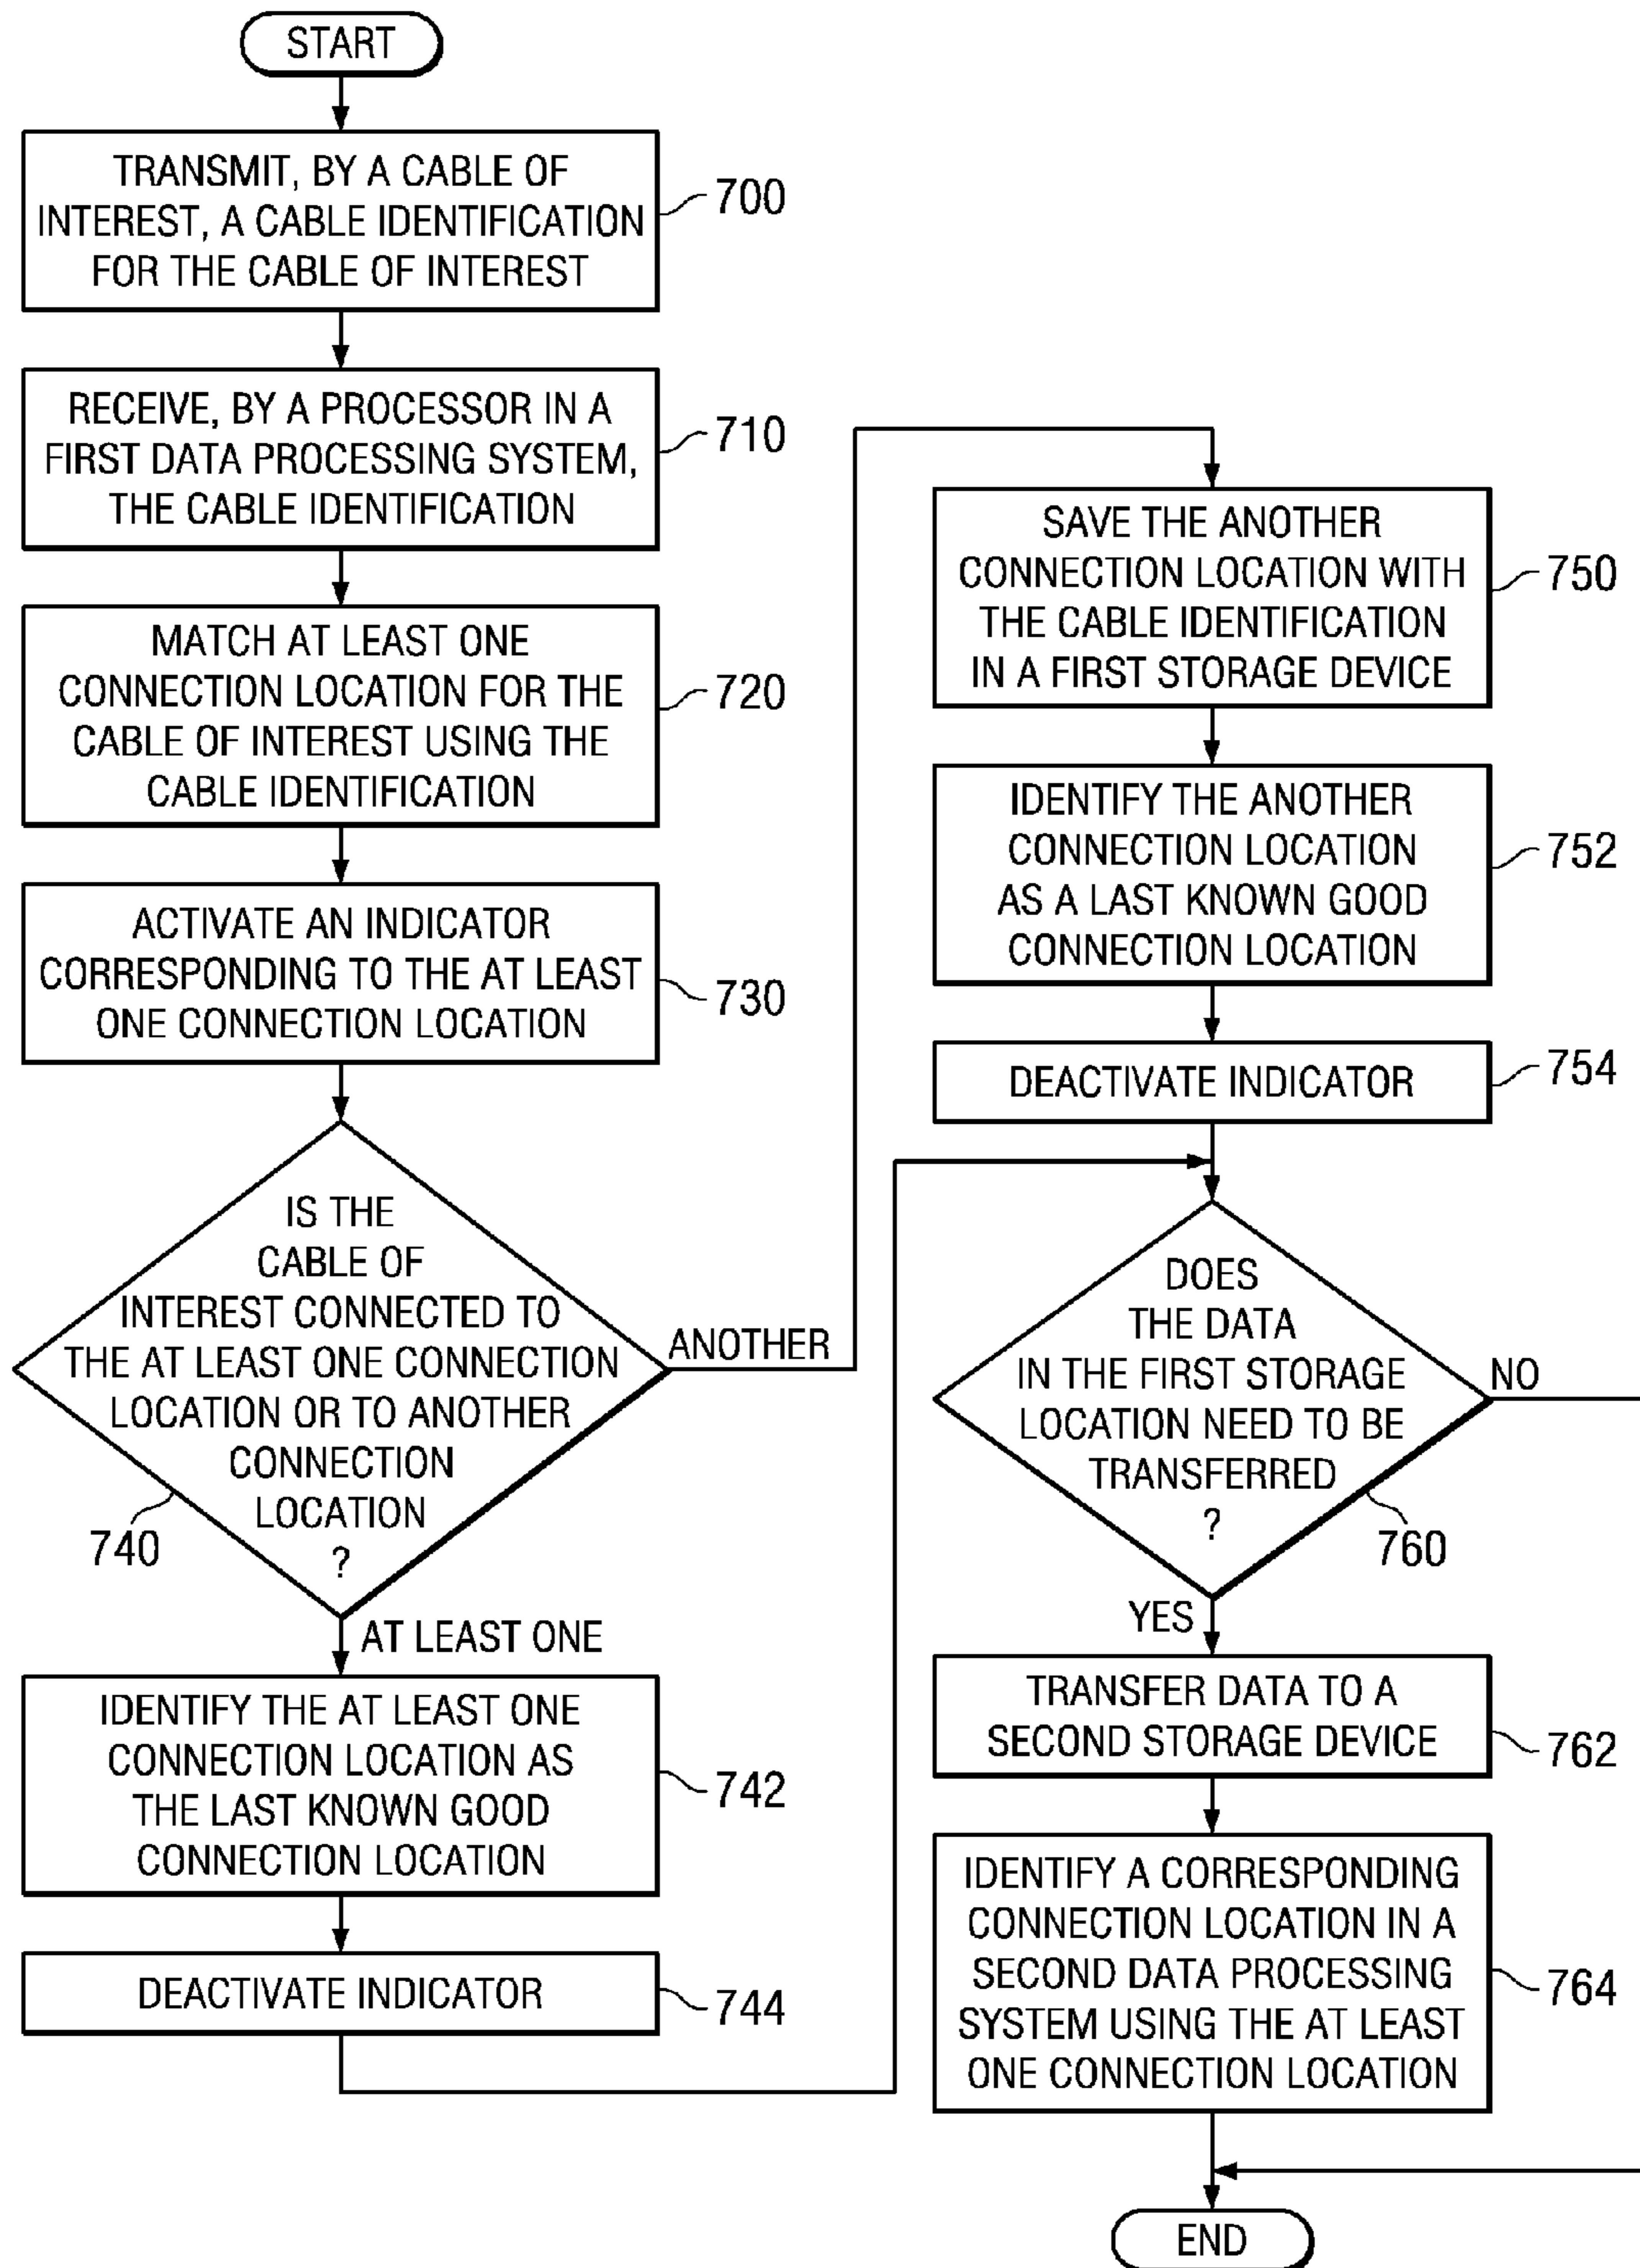 START
TRANSMIT, BY A CABLE OF
INTEREST, A CABLE IDENTIFICATION
FOR THE CABLE OF INTEREST
700
RECEIVE, BY A PROCESSOR IN A
FIRST DATA PROCESSING SYSTEM,
THE CABLE IDENTIFICATION
710
MATCH AT LEAST ONE
CONNECTION LOCATION FOR THE
CABLE OF INTEREST USING THE
CABLE IDENTIFICATION
720
ACTIVATE AN INDICATOR
CORRESPONDING TO THE AT LEAST
ONE CONNECTION LOCATION
730
IS THE
CABLE OF
INTEREST CONNECTED TO
THE AT LEAST ONE CONNECTION
LOCATION OR TO ANOTHER
CONNECTION
LOCATION
?
740
ANOTHER
AT LEAST ONE
IDENTIFY THE AT LEAST ONE
CONNECTION LOCATION AS
THE LAST KNOWN GOOD
CONNECTION LOCATION
742
DEACTIVATE INDICATOR
744
SAVE THE ANOTHER
CONNECTION LOCATION WITH
THE CABLE IDENTIFICATION
IN A FIRST STORAGE DEVICE
750
IDENTIFY THE ANOTHER
CONNECTION LOCATION
AS A LAST KNOWN GOOD
CONNECTION LOCATION
752
DEACTIVATE INDICATOR
754
DOES
THE DATA
IN THE FIRST STORAGE
LOCATION NEED TO BE
TRANSFERRED
?
760
NO
YES
TRANSFER DATA TO A
SECOND STORAGE DEVICE
762
IDENTIFY A CORRESPONDING
CONNECTION LOCATION IN A
SECOND DATA PROCESSING
SYSTEM USING THE AT LEAST
ONE CONNECTION LOCATION
764
END